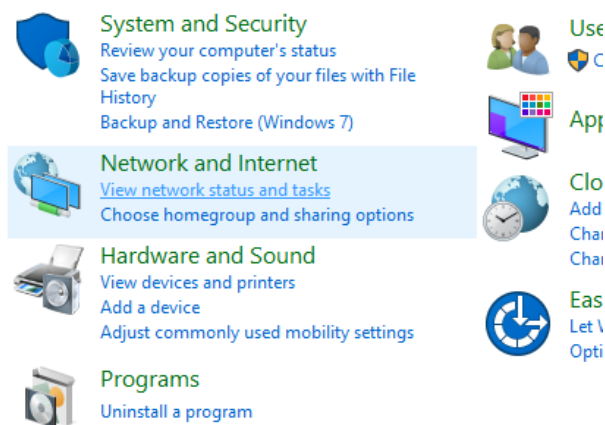 System and Security
Review your computer's status
Save backup copies of your files with File
History
Backup and Restore (Windows 7)
Network and Internet
View network status and tasks
Choose homegroup and sharing options
Hardware and Sound
View devices and printers
Add a device
Adjust commonly used mobility settings
Programs
Uninstall a program
Add
Let